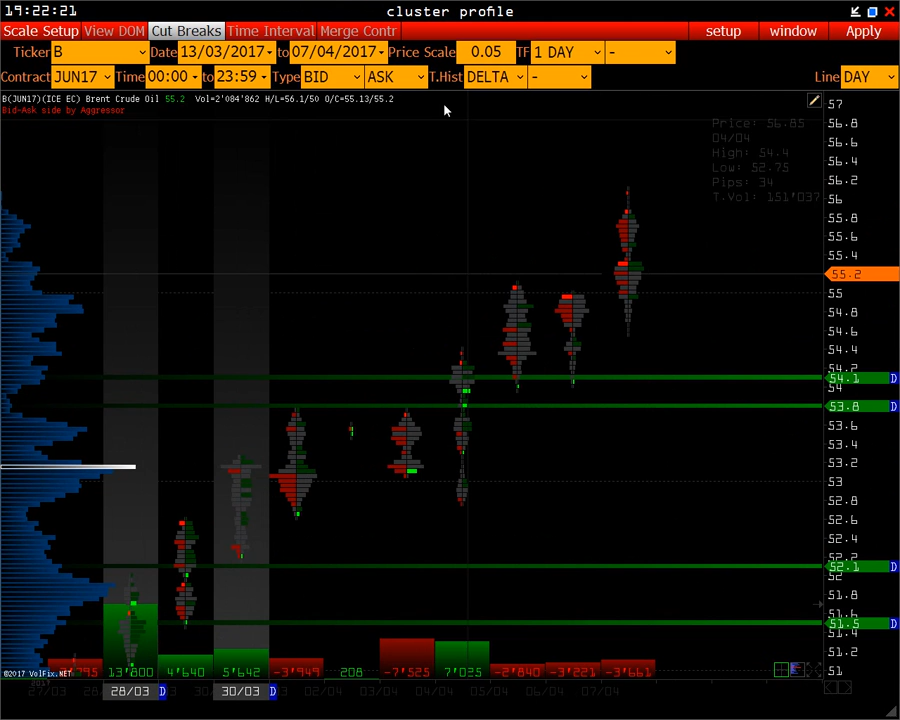 19:22:21 cluster profile
Scale Setup View DOM Cut Breaks Time Interval Merge Contr setup window Apply
Ticker B Date 13/03/2017 to 07/04/2017 Price Scale 0.05 TF 1 DAY -
Contract JUN17 Time 00:00 to 23:59 Type BID ASK T.Hist DELTA - Line DAY
B(JUN17)(ICE EC) Brent Crude Oil 55.2 Vol=2'084'862 H/L=56.1/50 O/C=55.13/55.2
Bid-Ask side by Aggressor
Price: 56.85
04/04
High: 54.4
Low: 52.75
Pips: 34
T.Vol: 151'037
57
56.8
56.6
56.4
56.2
56
55.8
55.6
55.4
55.2
55
54.8
54.6
54.4
54.2
54.1 D
54
53.8 D
53.6
53.4
53.2
53
52.8
52.6
52.4
52.2
52.1 D
52
51.8
51.6
51.5 D
51.4
51.2
51
13'800 4'640 5'642 -3'949 208 -7'525 7'025 -2'840 -3'221 -3'661
©2017 VolFix.NET
27/03 28/03 D 30/03 D 02/04 03/04 04/04 05/04 06/04 07/04